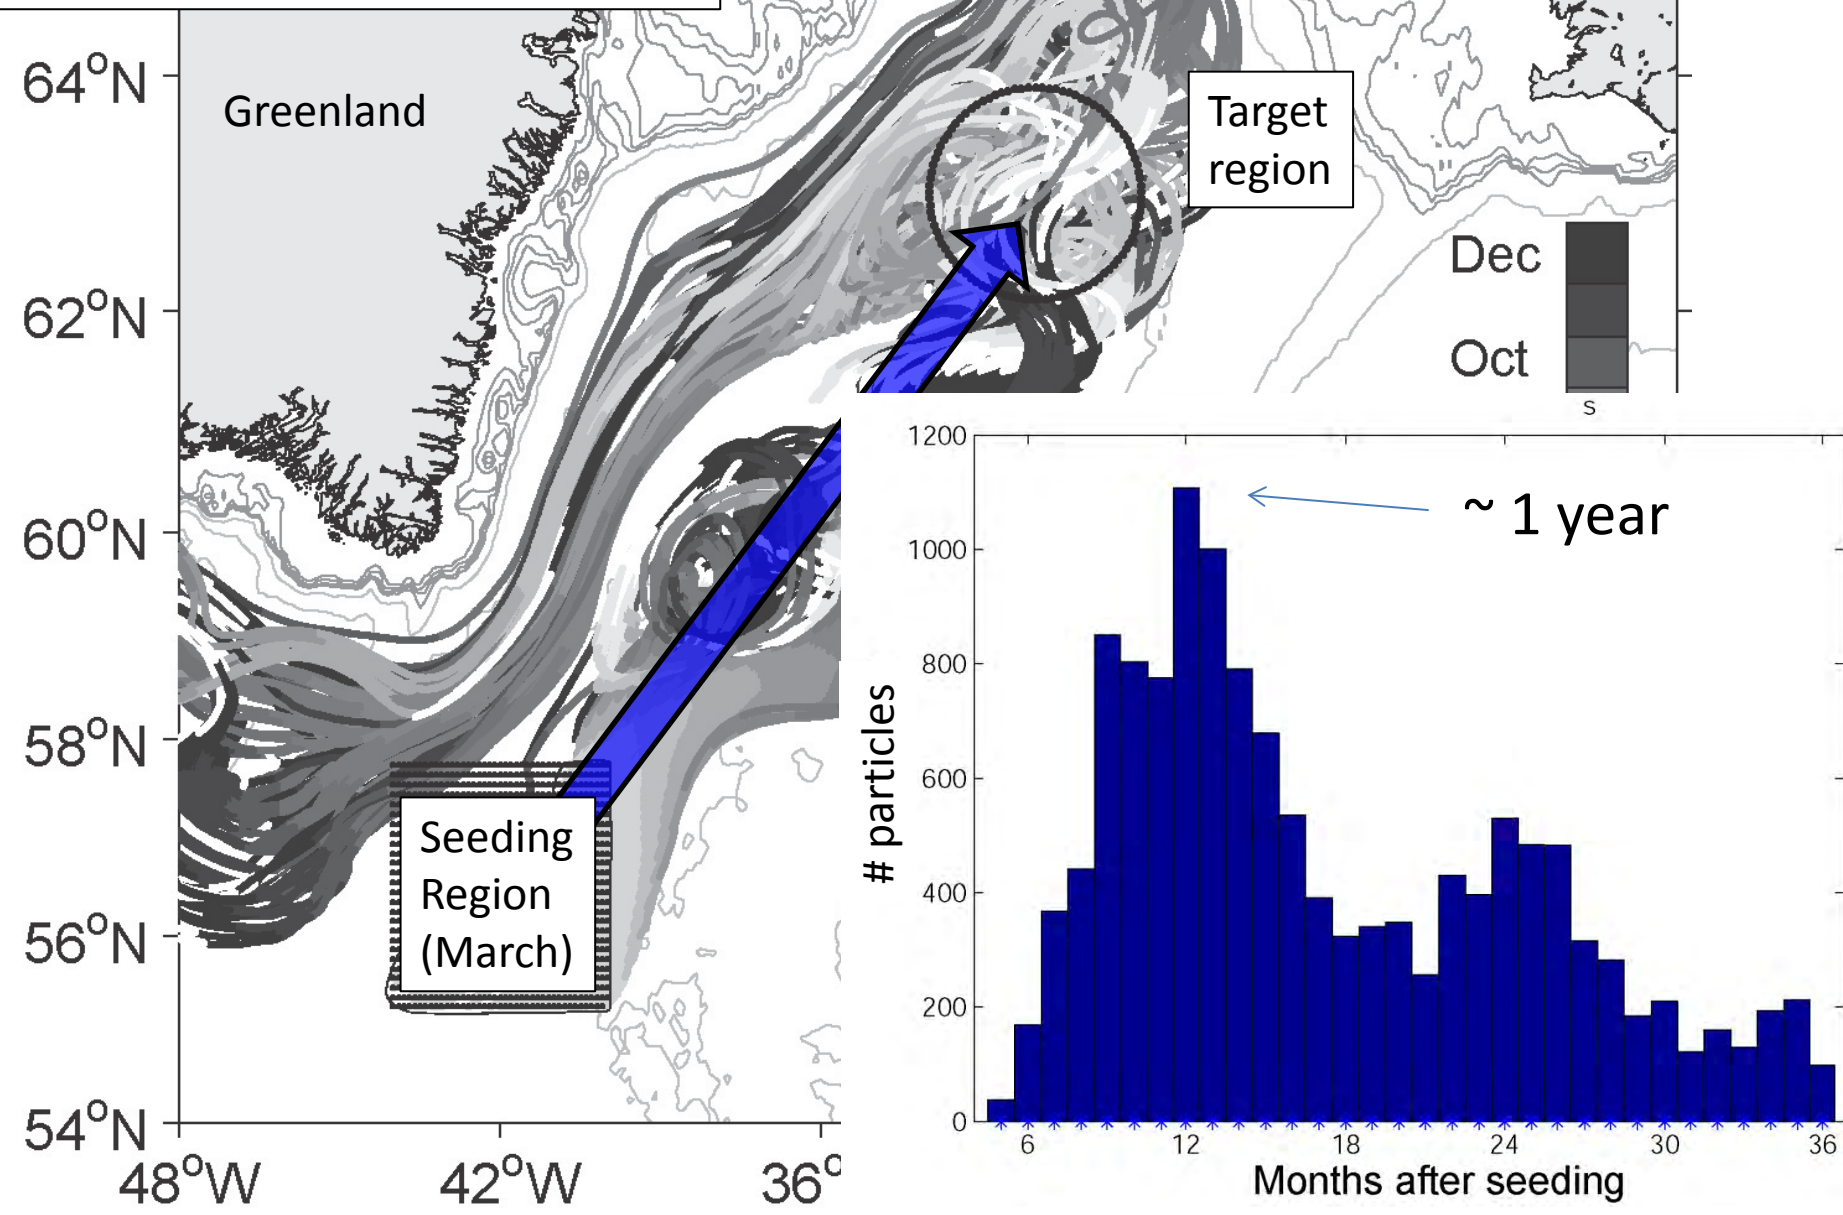 64°N
Greenland
Target
region
62°N
Dec
Oct
60°N
58°N
56°N
54°N
48°W
42°W
36°
Seeding
Region
(March)
s
~ 1 year
1200
1000
800
600
400
200
0
# particles
6
12
18
24
30
36
Months after seeding